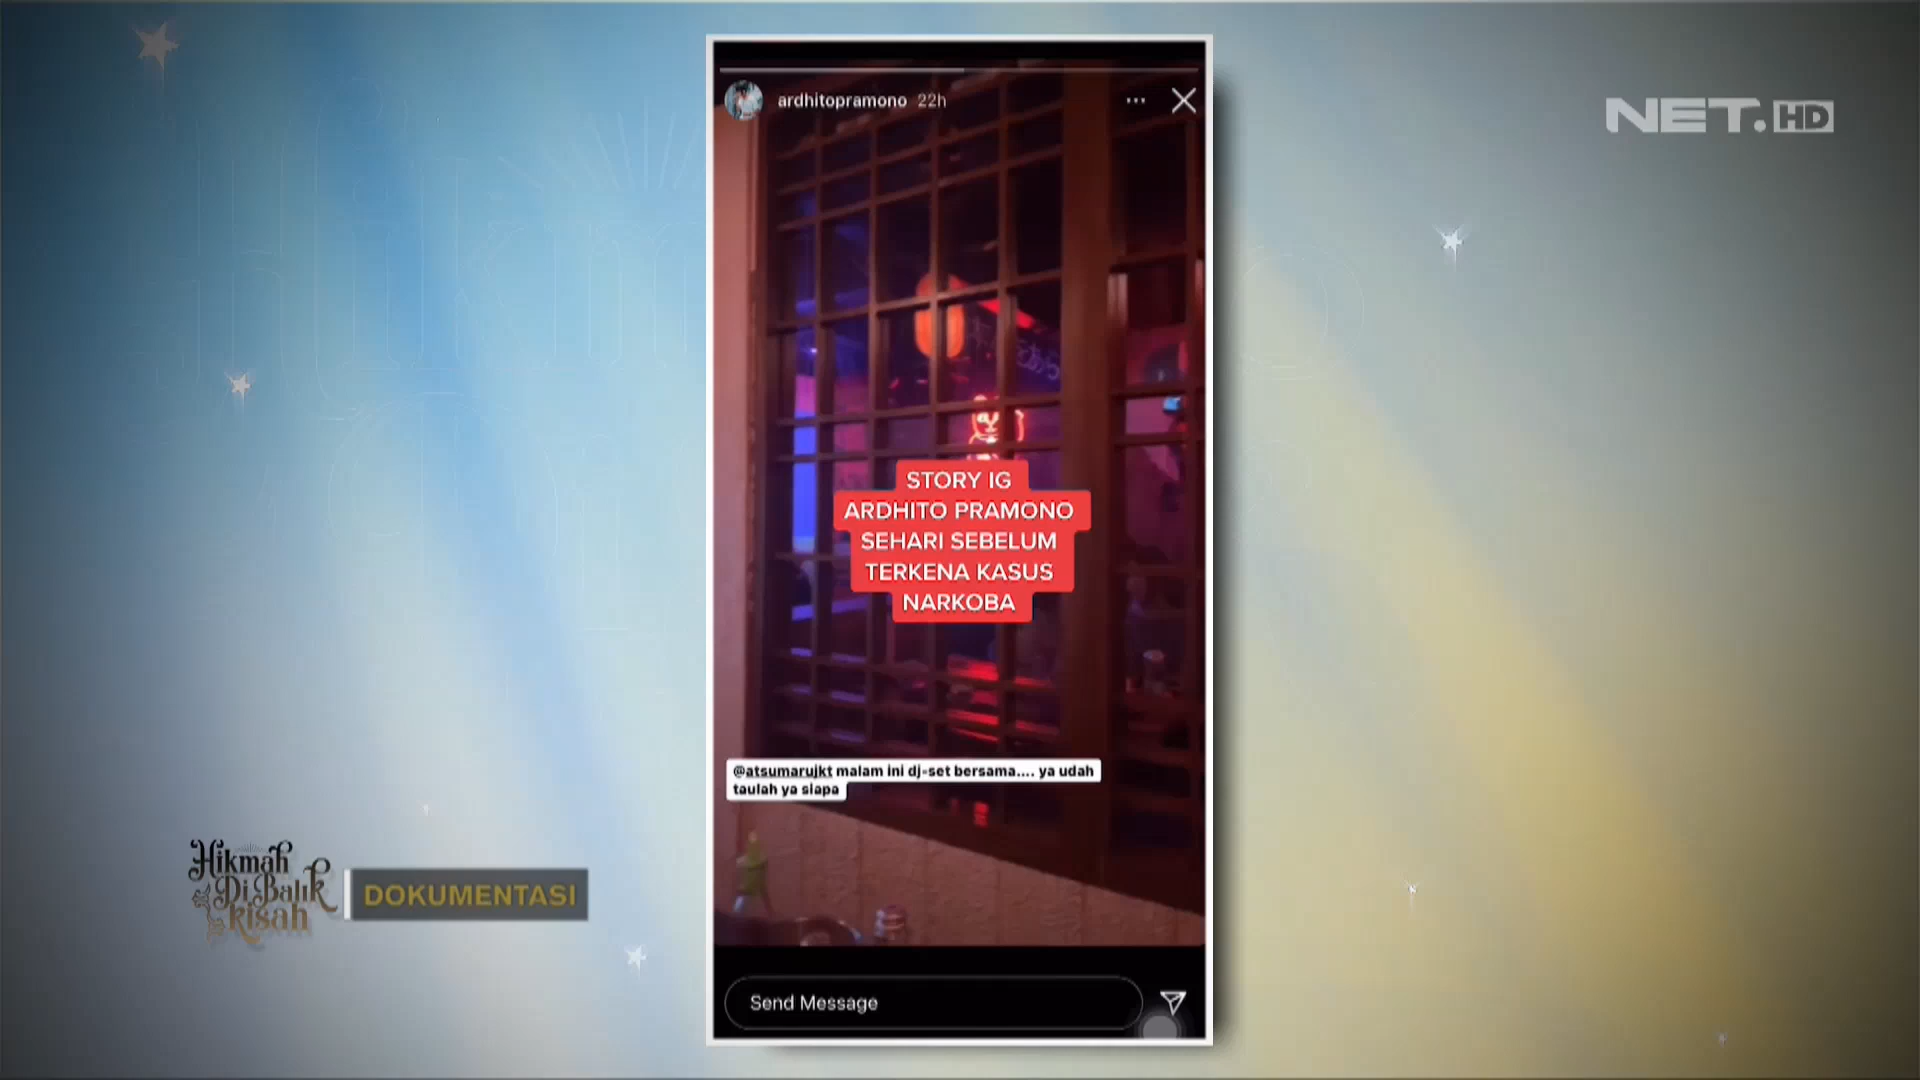 NET. HD
ardhitopramono 22h
STORY IG
ARDHITO PRAMONO
SEHARI SEBELUM
TERKENA KASUS
NARKOBA
@atsumarujkt malam ini dj-set bersama.... ya udah
taulah ya siapa
Hikmah
Di Balik
kisah
DOKUMENTASI
Send Message